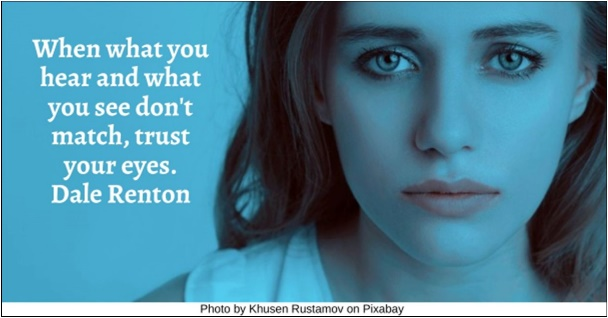 When what you
hear and what
you see don't
match, trust
your eyes.
Dale Renton
Photo by Khusen Rustamov on Pixabay